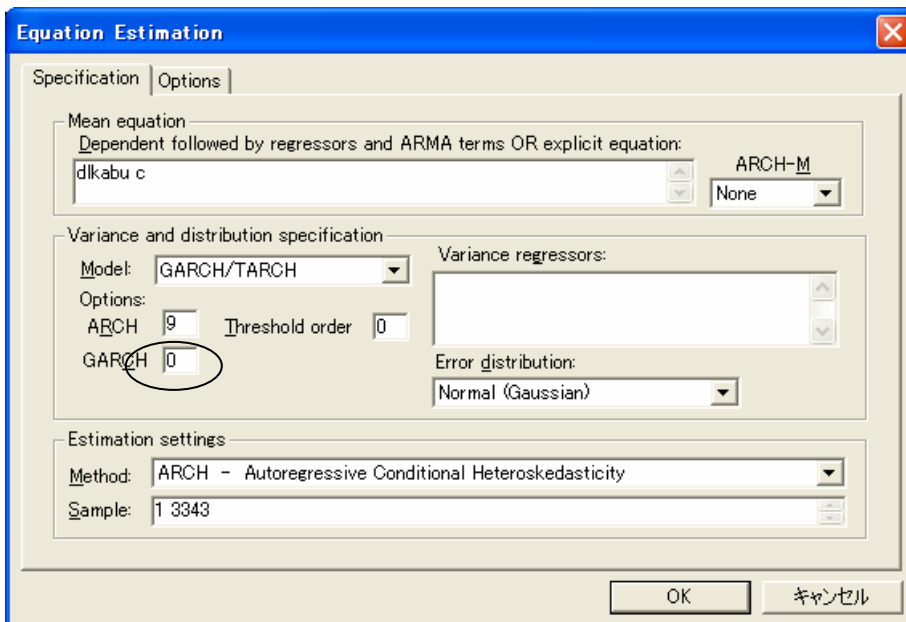 Equation Estimation
Specification Options
Mean equation
Dependent followed by regressors and ARMA terms OR explicit equation:
ARCH-M
dlkabu c
None
Variance and distribution specification
Model: GARCH/TARCH
Variance regressors:
Options:
ARCH 9 Threshold order 0
GARCH 0
Error distribution:
Normal (Gaussian)
Estimation settings
Method: ARCH - Autoregressive Conditional Heteroskedasticity
Sample: 1 3343
OK キャンセル